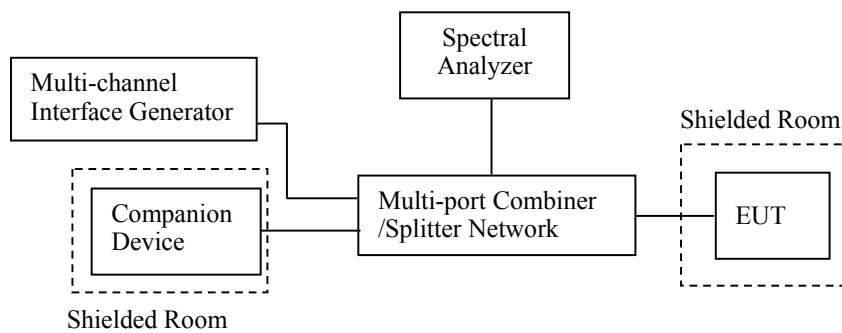 Spectral
Analyzer
Multi-channel
Interface Generator
Shielded Room
Companion
Device
Multi-port Combiner
/Splitter Network
EUT
Shielded Room